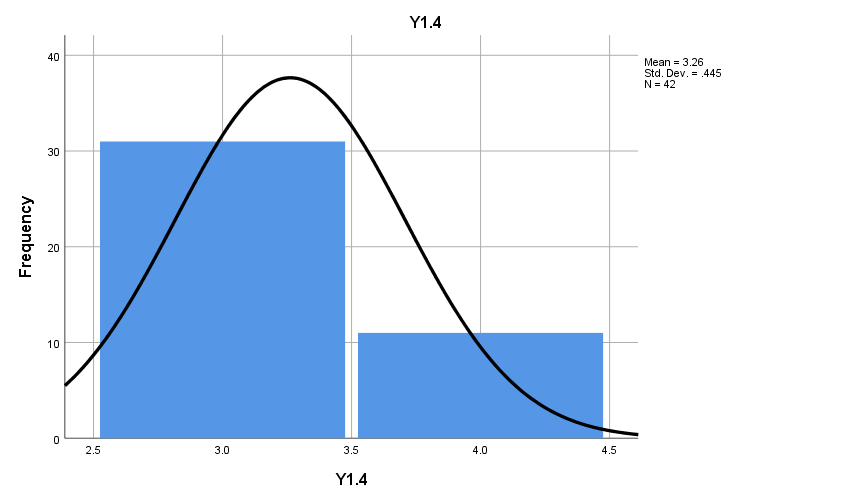 Y1.4
Mean = 3.26
Std. Dev. = .445
N = 42
40
30
20
10
0
Frequency
2.5 3.0 3.5 4.0 4.5
Y1.4